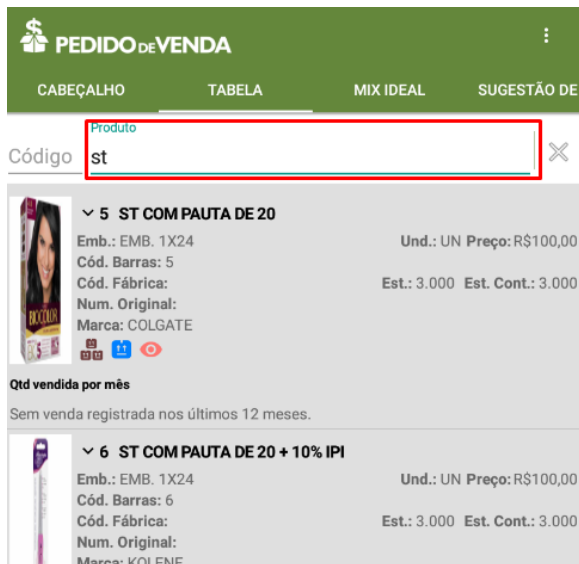 PEDIDO DE VENDA
CABEÇALHO TABELA MIX IDEAL SUGESTÃO DE
Produto
Código st
5 ST COM PAUTA DE 20
Emb.: EMB. 1X24 Und.: UN Preço: R$100,00
Cód. Barras: 5
Cód. Fábrica: Est.: 3.000 Est. Cont.: 3.000
Num. Original:
Marca: COLGATE
BIOCOLOR
Qtd vendida por mês
Sem venda registrada nos últimos 12 meses.
6 ST COM PAUTA DE 20 + 10% IPI
Emb.: EMB. 1X24 Und.: UN Preço: R$100,00
Cód. Barras: 6
Cód. Fábrica: Est.: 3.000 Est. Cont.: 3.000
Num. Original:
Marca: KOLENE